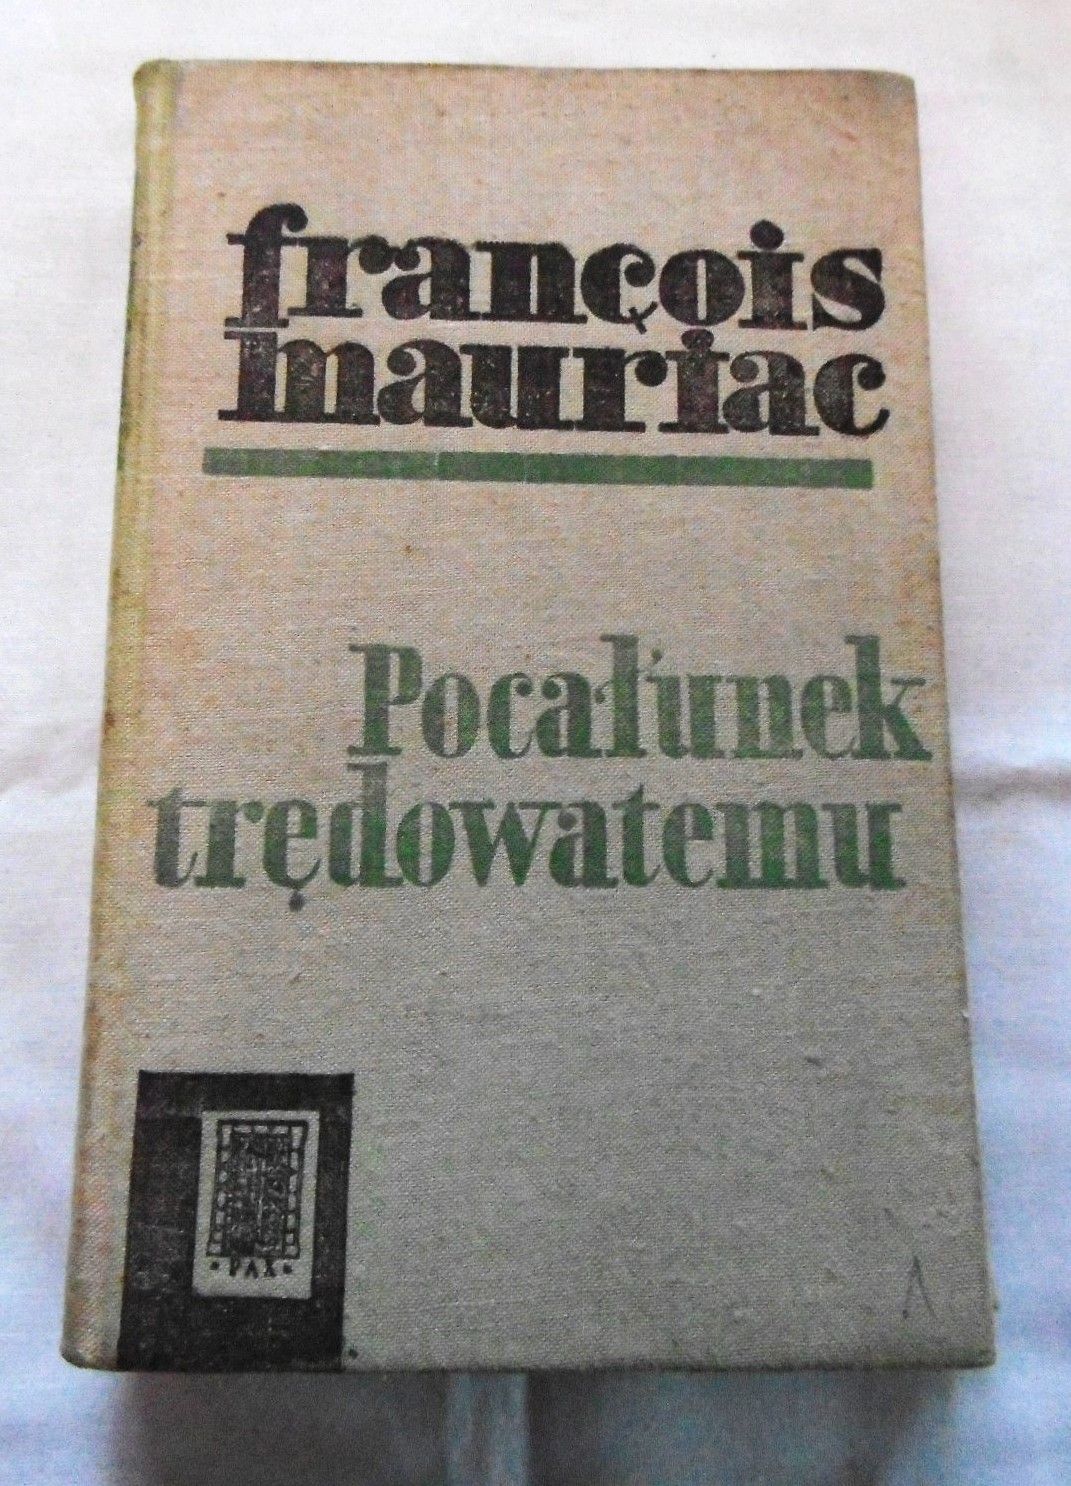 françois
mauriac
Pocałunek
trędowatemu
• PAX •